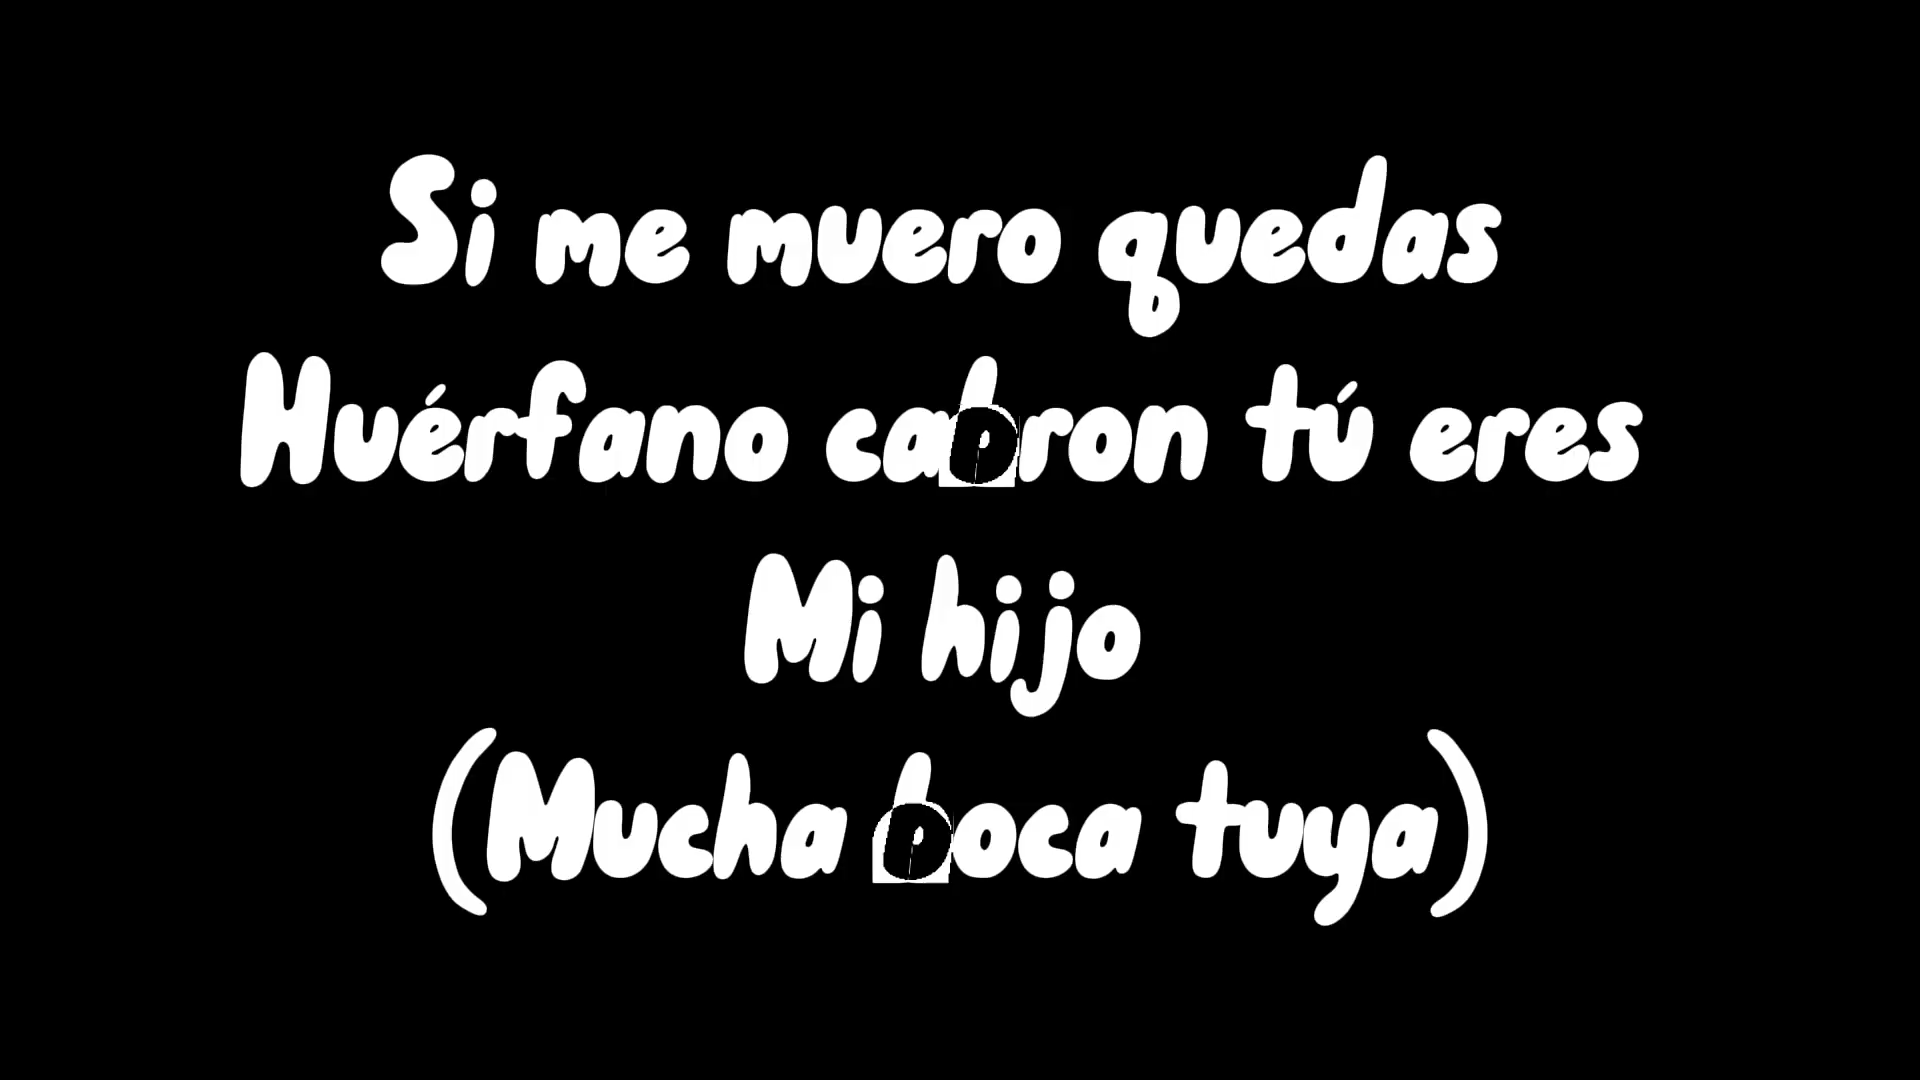 Si me muero quedas
Huérfano cabron tú eres
Mi hijo
(Mucha boca tuya)